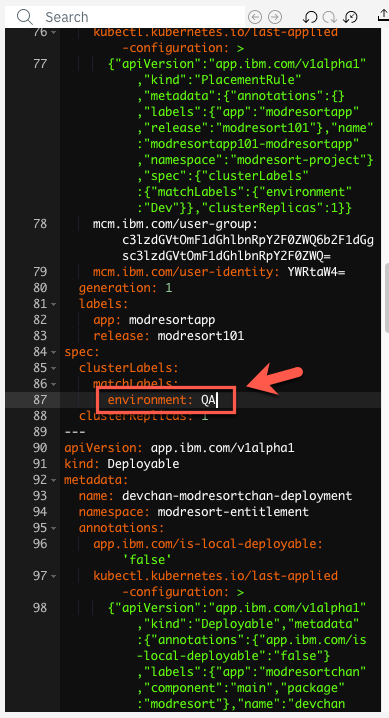 Search
76 kubectl.kubernetes.io/last-applied
-configuration: >
77 {"apiVersion":"app.ibm.com/v1alpha1"
,"kind":"PlacementRule"
,"metadata":{"annotations":{}
,"labels":{"app":"modresortapp"
,"release":"modresort101"},"name"
:"modresortapp101-modresortapp"
,"namespace":"modresort-project"}
,"spec":{"clusterLabels"
:{"matchLabels":{"environment"
:"Dev"}},"clusterReplicas":1}}
78 mcm.ibm.com/user-group:
c3lzdGVtOmF1dGhlbnRpY2F0ZWQ6b2F1dGg
sc3lzdGVtOmF1dGhlbnRpY2F0ZWQ=
79 mcm.ibm.com/user-identity: YWRtaW4=
80 generation: 1
81 labels:
82 app: modresortapp
83 release: modresort101
84 spec:
85 clusterLabels:
86 matchLabels:
87 environment: QA
88 clusterReplicas: 1
89 ---
90 apiVersion: app.ibm.com/v1alpha1
91 kind: Deployable
92 metadata:
93 name: devchan-modresortchan-deployment
94 namespace: modresort-entitlement
95 annotations:
96 app.ibm.com/is-local-deployable:
'false'
97 kubectl.kubernetes.io/last-applied
-configuration: >
98 {"apiVersion":"app.ibm.com/v1alpha1"
,"kind":"Deployable","metadata"
:{"annotations":{"app.ibm.com/is
-local-deployable":"false"}
,"labels":{"app":"modresortchan"
,"component":"main","package"
:"modresort"},"name":"devchan